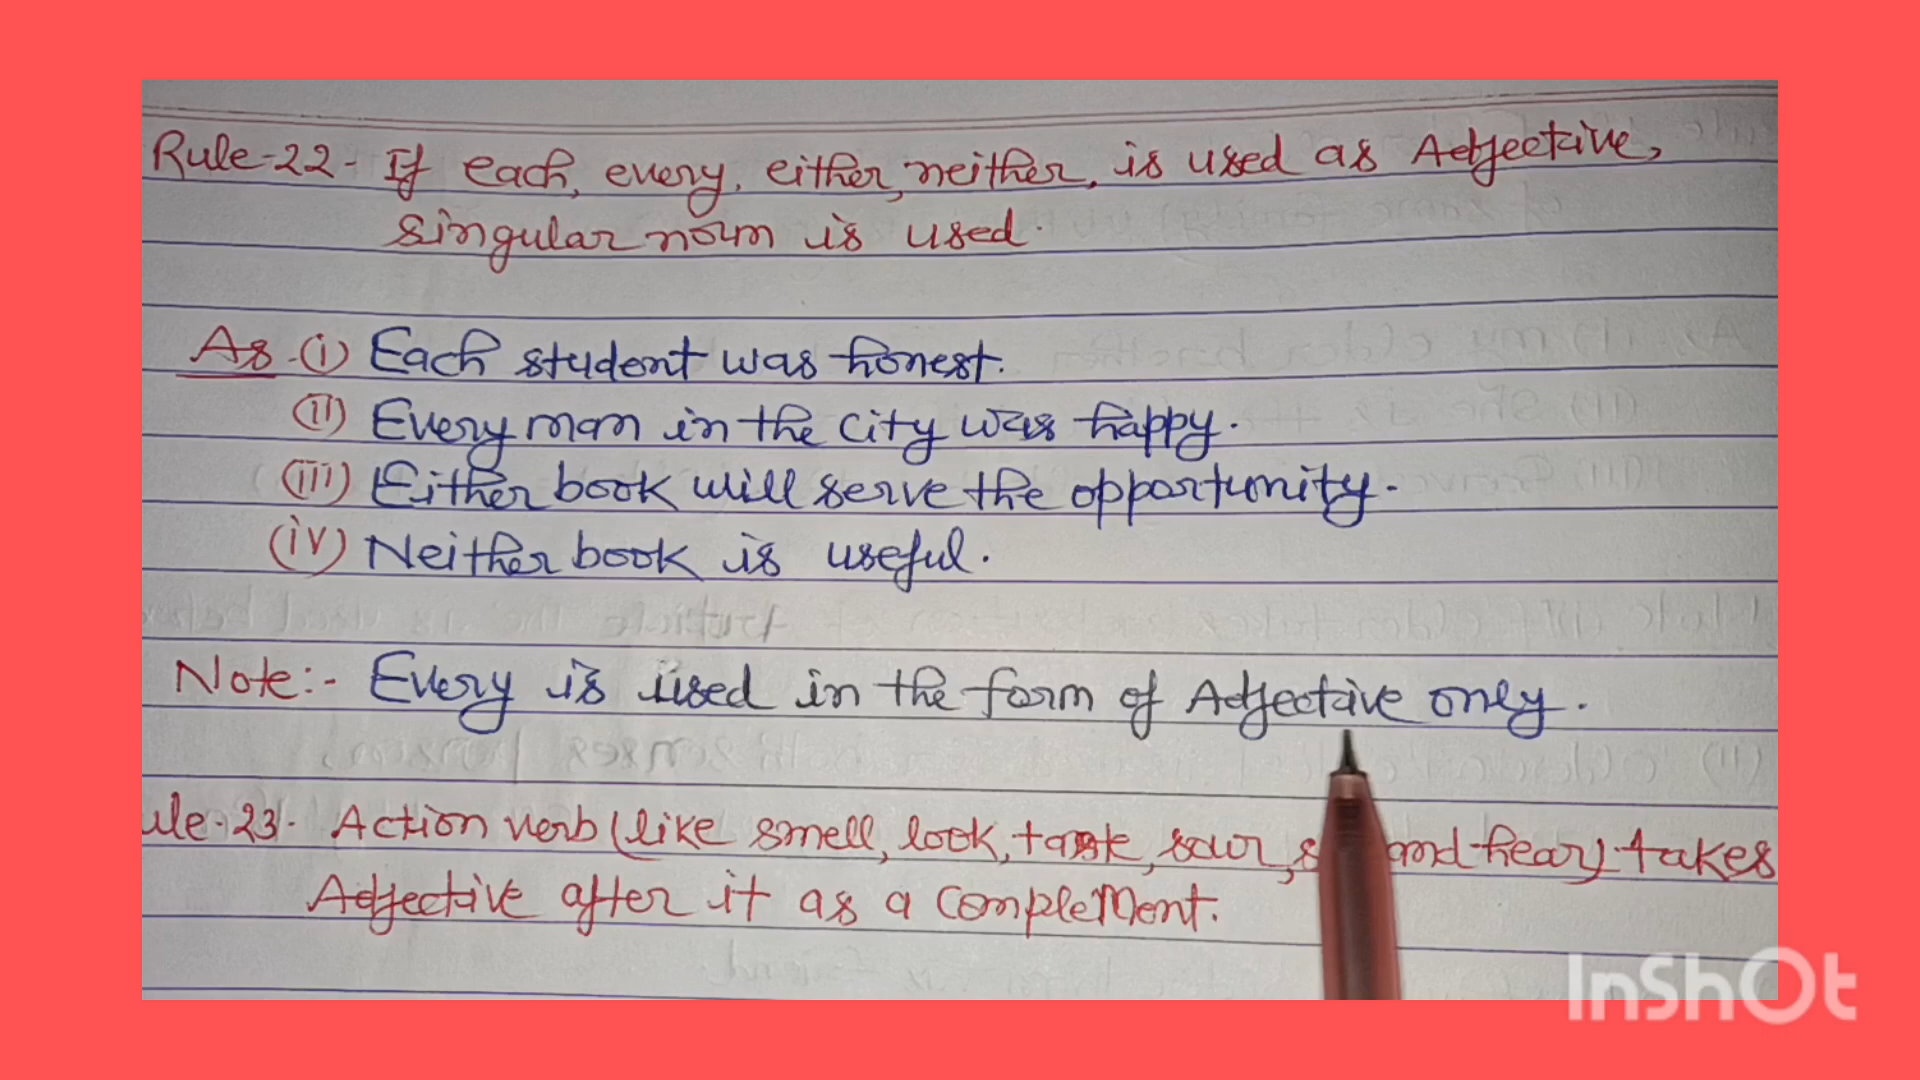 Rule-22- If each, every, either, neither, is used as Adjective,
singular noun is used.
As-(i) Each student was honest.
(ii) Every man in the city was happy.
(iii) Either book will serve the opportunity.
(iv) Neither book is useful.
Note:- Every is used in the form of Adjective only.
ule-23- Action verb (like smell, look, taste, sour, and hear) takes
Adjective after it as a complement.
InShOt